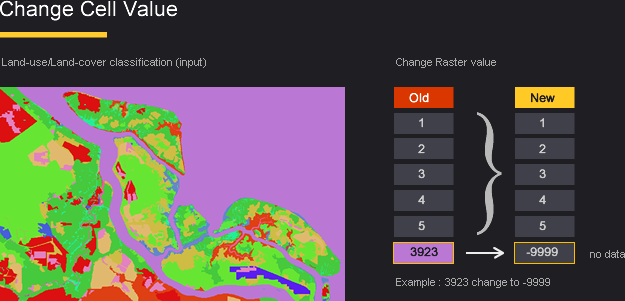 Change Cell Value
Land-use/Land-cover classification (input)
Change Raster value
Old New
1 1
2 2
3 3
4 4
5 5
3923 -9999 no data
Example : 3923 change to -9999